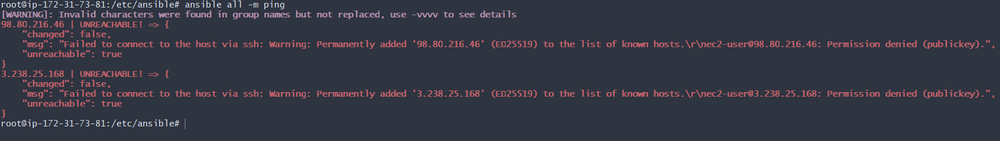 root@ip-172-31-73-81:/etc/ansible# ansible all -m ping
[WARNING]: Invalid characters were found in group names but not replaced, use -vvvv to see details
98.80.216.46 | UNREACHABLE! => {
    "changed": false,
    "msg": "Failed to connect to the host via ssh: Warning: Permanently added '98.80.216.46' (ED25519) to the list of known hosts.\r\nec2-user@98.80.216.46: Permission denied (publickey).",
    "unreachable": true
}
3.238.25.168 | UNREACHABLE! => {
    "changed": false,
    "msg": "Failed to connect to the host via ssh: Warning: Permanently added '3.238.25.168' (ED25519) to the list of known hosts.\r\nec2-user@3.238.25.168: Permission denied (publickey).",
    "unreachable": true
}
root@ip-172-31-73-81:/etc/ansible#